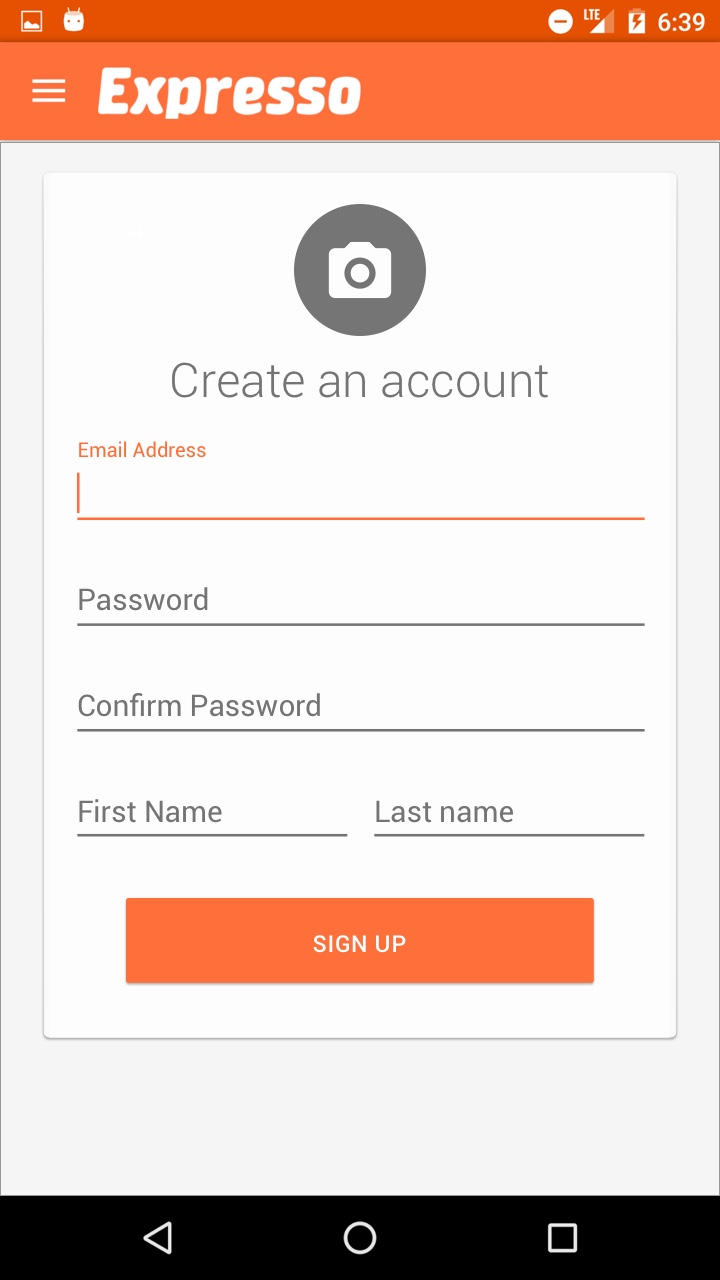 LTE 6:39
Expresso
Create an account
Email Address
Password
Confirm Password
First Name Last name
SIGN UP